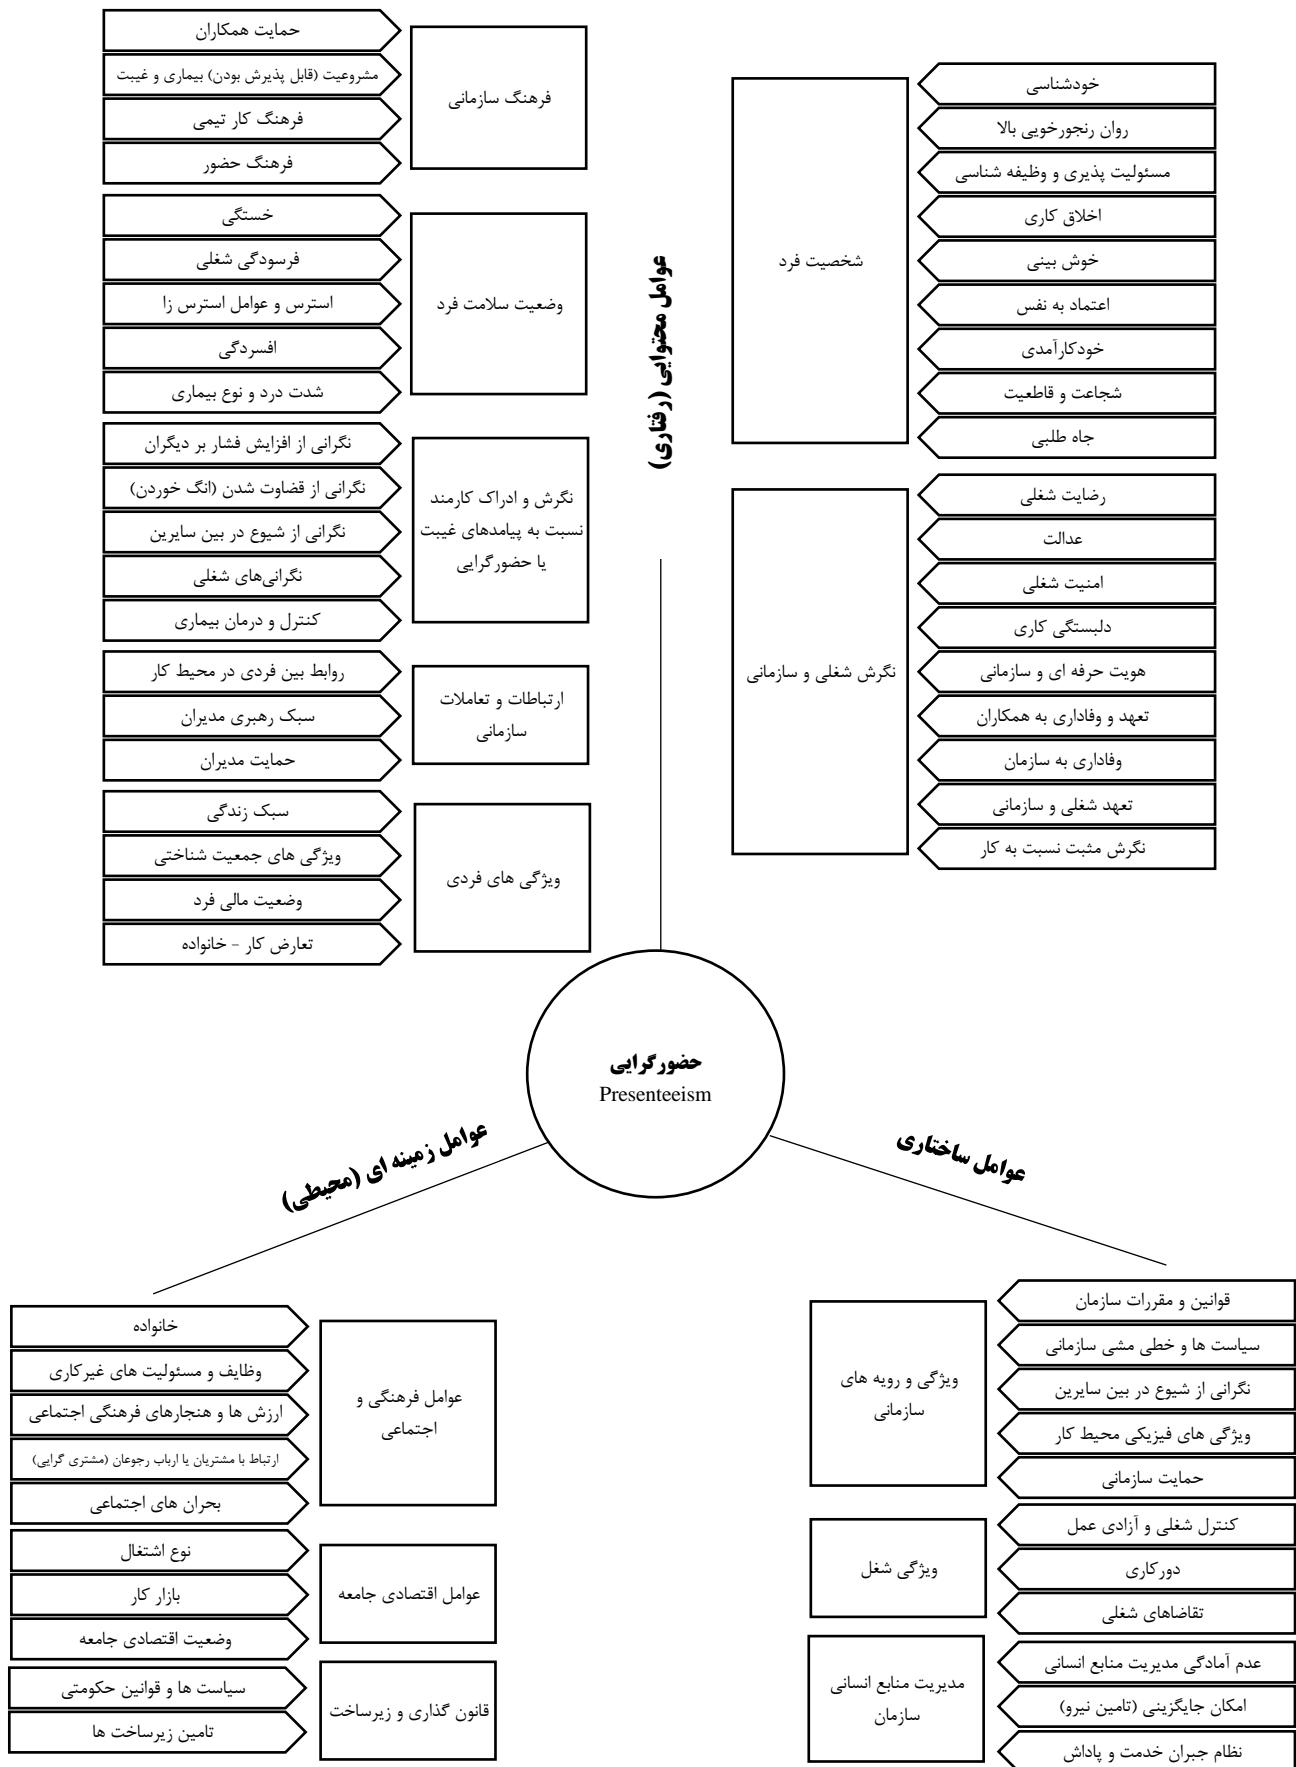 خودشناسی
روان رنجورخویی بالا
مسئولیت پذیری و وظیفه شناسی
اخلاق کاری
خوش بینی
اعتماد به نفس
خودکارآمدی
شجاعت و قاطعیت
جاه طلبی
شخصیت فرد
رضایت شغلی
عدالت
امنیت شغلی
دلبستگی کاری
هویت حرفه ای و سازمانی
تعهد و وفاداری به همکاران
وفاداری به سازمان
تعهد شغلی و سازمانی
نگرش مثبت نسبت به کار
نگرش شغلی و سازمانی
عوامل محتوایی (رفتاری)
فرهنگ سازمانی
حمایت همکاران
مشروعیت (قابل پذیرش بودن) بیماری و غیبت
فرهنگ کار تیمی
فرهنگ حضور
وضعیت سلامت فرد
خستگی
فرسودگی شغلی
استرس و عوامل استرس زا
افسردگی
شدت درد و نوع بیماری
نگرش و ادراک کارمند
نسبت به پیامدهای غیبت
یا حضورگرایی
نگرانی از افزایش فشار بر دیگران
نگرانی از قضاوت شدن (انگ خوردن)
نگرانی از شیوع در بین سایرین
نگرانی‌های شغلی
کنترل و درمان بیماری
ارتباطات و تعاملات
سازمانی
روابط بین فردی در محیط کار
سبک رهبری مدیران
حمایت مدیران
ویژگی های فردی
سبک زندگی
ویژگی های جمعیت شناختی
وضعیت مالی فرد
تعارض کار - خانواده
حضورگرایی
Presenteeism
عوامل ساختاری
عوامل زمینه ای (محیطی)
قوانین و مقررات سازمان
سیاست ها و خطی مشی سازمانی
نگرانی از شیوع در بین سایرین
ویژگی های فیزیکی محیط کار
حمایت سازمانی
ویژگی و رویه های
سازمانی
کنترل شغلی و آزادی عمل
دورکاری
تقاضاهای شغلی
ویژگی شغل
عدم آمادگی مدیریت منابع انسانی
امکان جایگزینی (تامین نیرو)
نظام جبران خدمت و پاداش
مدیریت منابع انسانی
سازمان
عوامل فرهنگی و
اجتماعی
خانواده
وظایف و مسئولیت های غیرکاری
ارزش ها و هنجارهای فرهنگی اجتماعی
ارتباط با مشتریان یا ارباب رجوعان (مشتری گرایی)
بحران های اجتماعی
عوامل اقتصادی جامعه
نوع اشتغال
بازار کار
وضعیت اقتصادی جامعه
قانون گذاری و زیرساخت
سیاست ها و قوانین حکومتی
تامین زیرساخت ها